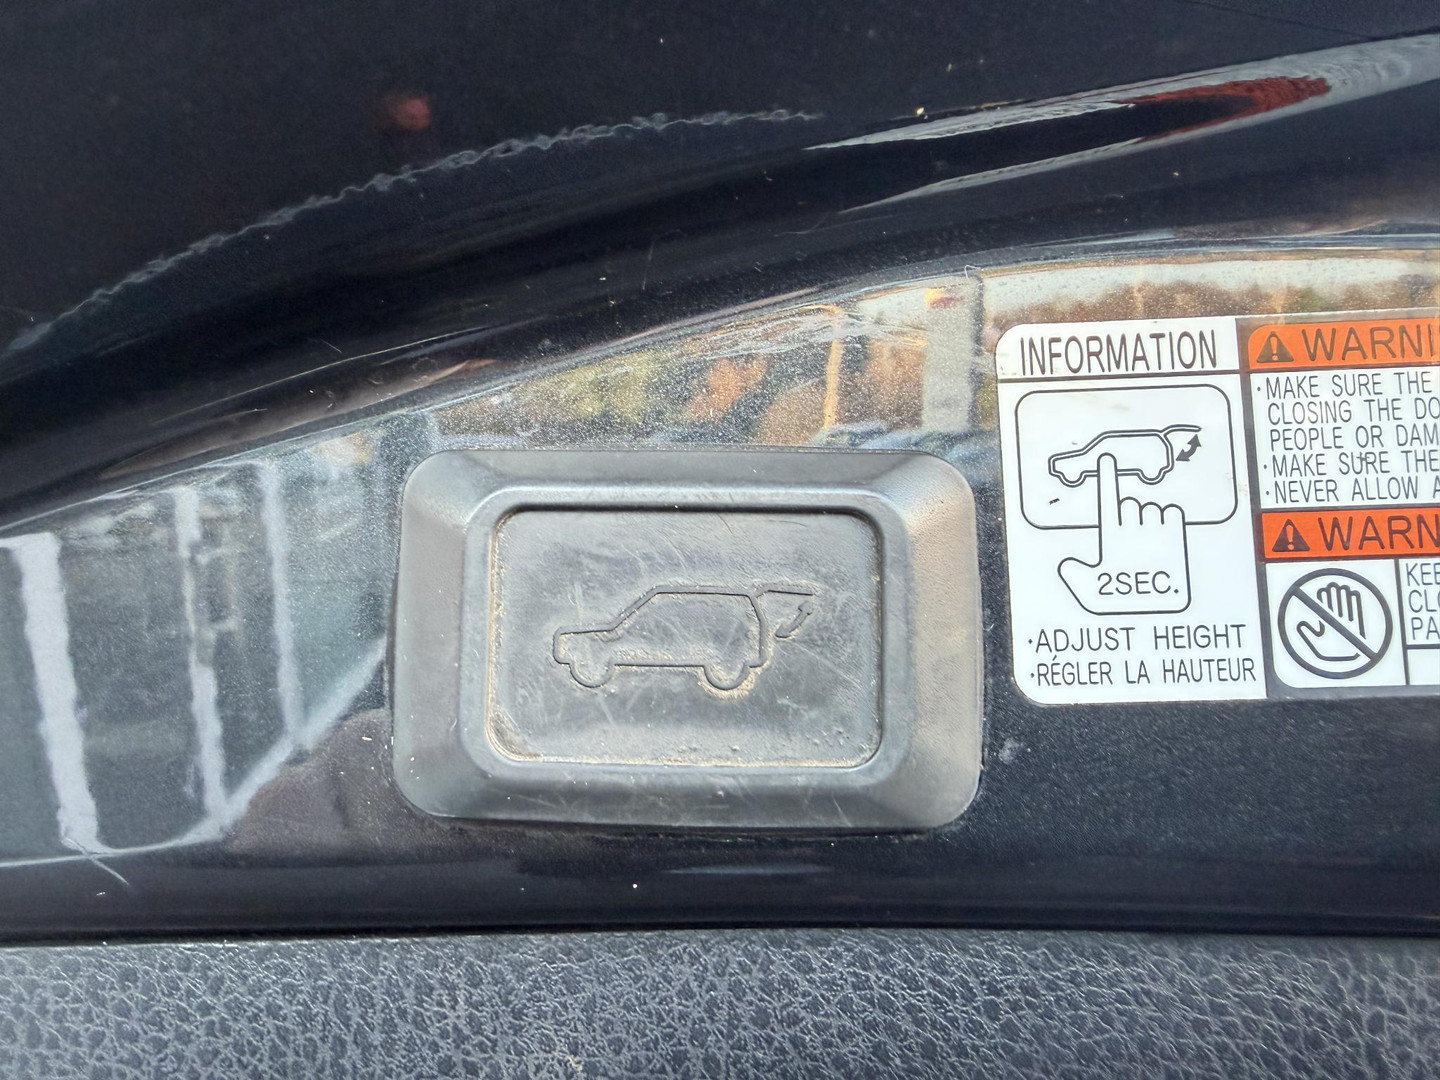 INFORMATION
2SEC.
·ADJUST HEIGHT
·RÉGLER LA HAUTEUR
WARNI
·MAKE SURE THE
CLOSING THE DO
PEOPLE OR DAM
·MAKE SURE THE
·NEVER ALLOW A
WARN
KEE
CLO
PA